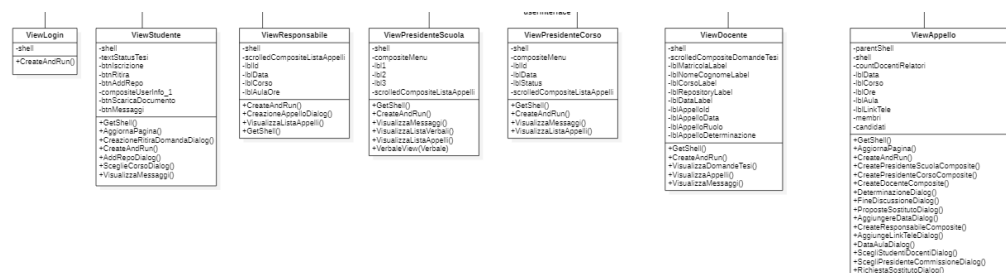 userInterface
ViewLogin
-shell
+CreateAndRun()
ViewStudente
-shell
-textStatusTesi
-btnIscrizione
-btnRitira
-btnAddRepo
-compositeUserInfo_1
-btnScaricaDocumento
-btnMessaggi
+GetShell()
+AggiornaPagina()
+CreazioneRitiraDomandaDialog()
+CreateAndRun()
+AddRepoDialog()
+SceglieCorsoDialog()
+VisualizzaMessaggi()
ViewResponsabile
-shell
-scrolledCompositeListaAppelli
-lblId
-lblData
-lblCorso
-lblAulaOre
+CreateAndRun()
+CreazioneAppelloDialog()
+VisualizzaListaAppelli()
+GetShell()
ViewPresidenteScuola
-shell
-compositeMenu
-lbl1
-lbl2
-lbl3
-scrolledCompositeListaAppelli
+GetShell()
+CreateAndRun()
+VisualizzaMessaggi()
+VisualizzaListaVerbali()
+VisualizzaListaAppelli()
+VerbaleView(Verbale)
ViewPresidenteCorso
-shell
-compositeMenu
-lblId
-lblData
-lblStatus
-scrolledCompositeListaAppelli
+GetShell()
+CreateAndRun()
+VisualizzaMessaggi()
+VisualizzaListaAppelli()
ViewDocente
-shell
-scrolledCompositeDomandeTesi
-lblMatricolaLabel
-lblNomeCognomeLabel
-lblCorsoLabel
-lblRepositoryLabel
-lblDataLabel
-lblAppelloId
-lblAppelloData
-lblAppelloRuolo
-lblAppelloDeterminazione
+GetShell()
+CreateAndRun()
+VisualizzaDomandeTesi()
+VisualizzaAppelli()
+VisualizzaMessaggi()
ViewAppello
-parentShell
-shell
-countDocentiRelatori
-lblData
-lblCorso
-lblOre
-lblAula
-lblLinkTele
-membri
-candidati
+GetShell()
+AggiornaPagina()
+CreateAndRun()
+CreatePresidenteScuolaComposite()
+CreatePresidenteCorsoComposite()
+CreateDocenteComposite()
+DeterminazioneDialog()
+FineDiscussioneDialog()
+ProposteSostitutoDialog()
+AggiungereDataDialog()
+CreateResponsabileComposite()
+AggiungeLinkTeleDialog()
+DataAulaDialog()
+ScegliStudentiDocentiDialog()
+ScegliPresidenteCommissioneDialog()
+RichiestaSostitutoDialog()